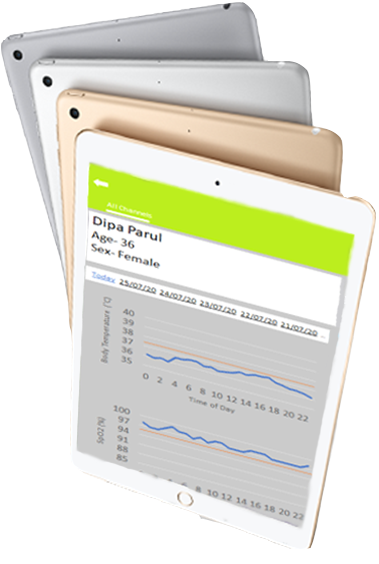 All Channels
Dipa Parul
Age- 36
Sex- Female
Today 25/07/20 24/07/20 23/07/20 22/07/20 21/07/20 ...
Body Temperature (°C)
40
39
38
37
36
35
0 2 4 6 8 10 12 14 16 18 20 22
Time of Day
SpO2 (%)
100
97
94
91
88
85
0 2 4 6 8 10 12 14 16 18 20 22